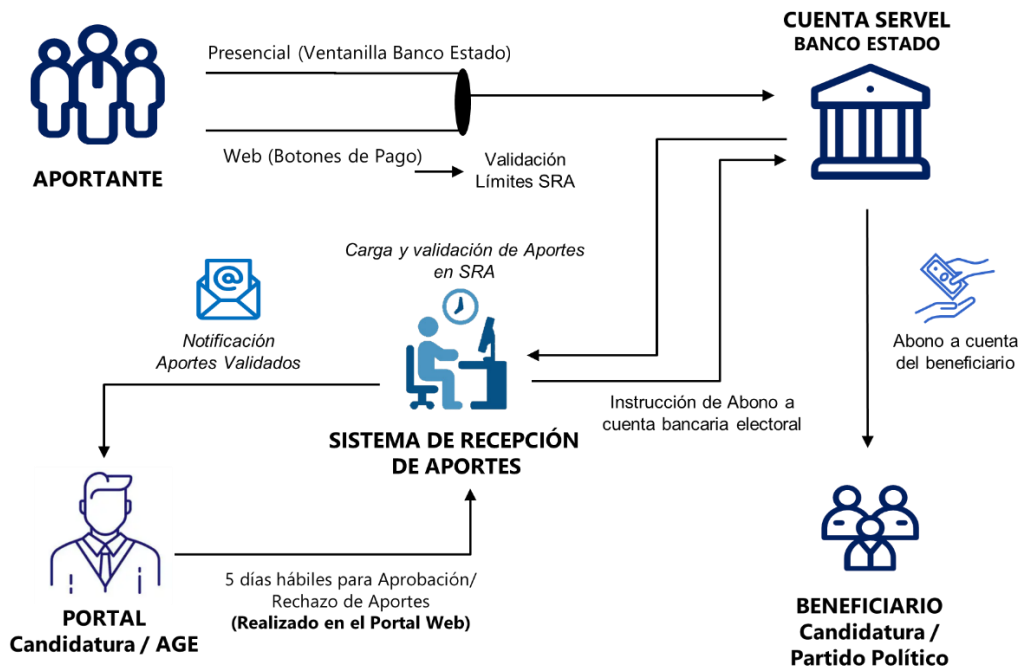 CUENTA SERVEL
BANCO ESTADO
Presencial (Ventanilla Banco Estado)
APORTANTE
Web (Botones de Pago)
Validación
Límites SRA
Carga y validación de Aportes
en SRA
@
Notificación
Aportes Validados
Abono a cuenta
del beneficiario
Instrucción de Abono a
cuenta bancaria electoral
SISTEMA DE RECEPCIÓN
DE APORTES
5 días hábiles para Aprobación/
Rechazo de Aportes
(Realizado en el Portal Web)
PORTAL
Candidatura / AGE
BENEFICIARIO
Candidatura /
Partido Político